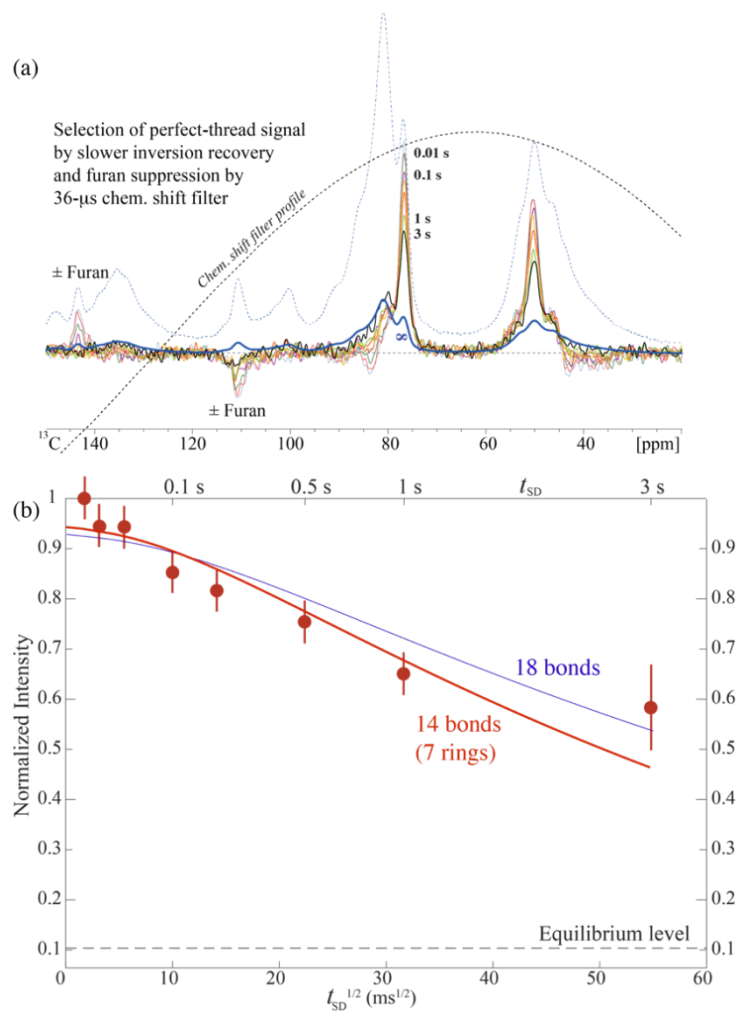 (a)
Selection of perfect-thread signal
by slower inversion recovery
and furan suppression by
36-μs chem. shift filter
Chem. shift filter profile
0.01 s
0.1 s
1 s
3 s
± Furan
∞
± Furan
¹³C 140 120 100 80 60 40 [ppm]
(b)
0.1 s 0.5 s 1 s t_SD 3 s
1
0.9 0.9
0.8 0.8
0.7 0.7
0.6 0.6
0.5 0.5
0.4 0.4
0.3 0.3
0.2 0.2
0.1 0.1
Normalized Intensity
18 bonds
14 bonds
(7 rings)
Equilibrium level
0 10 20 30 40 50 60
t_SD^1/2 (ms^1/2)